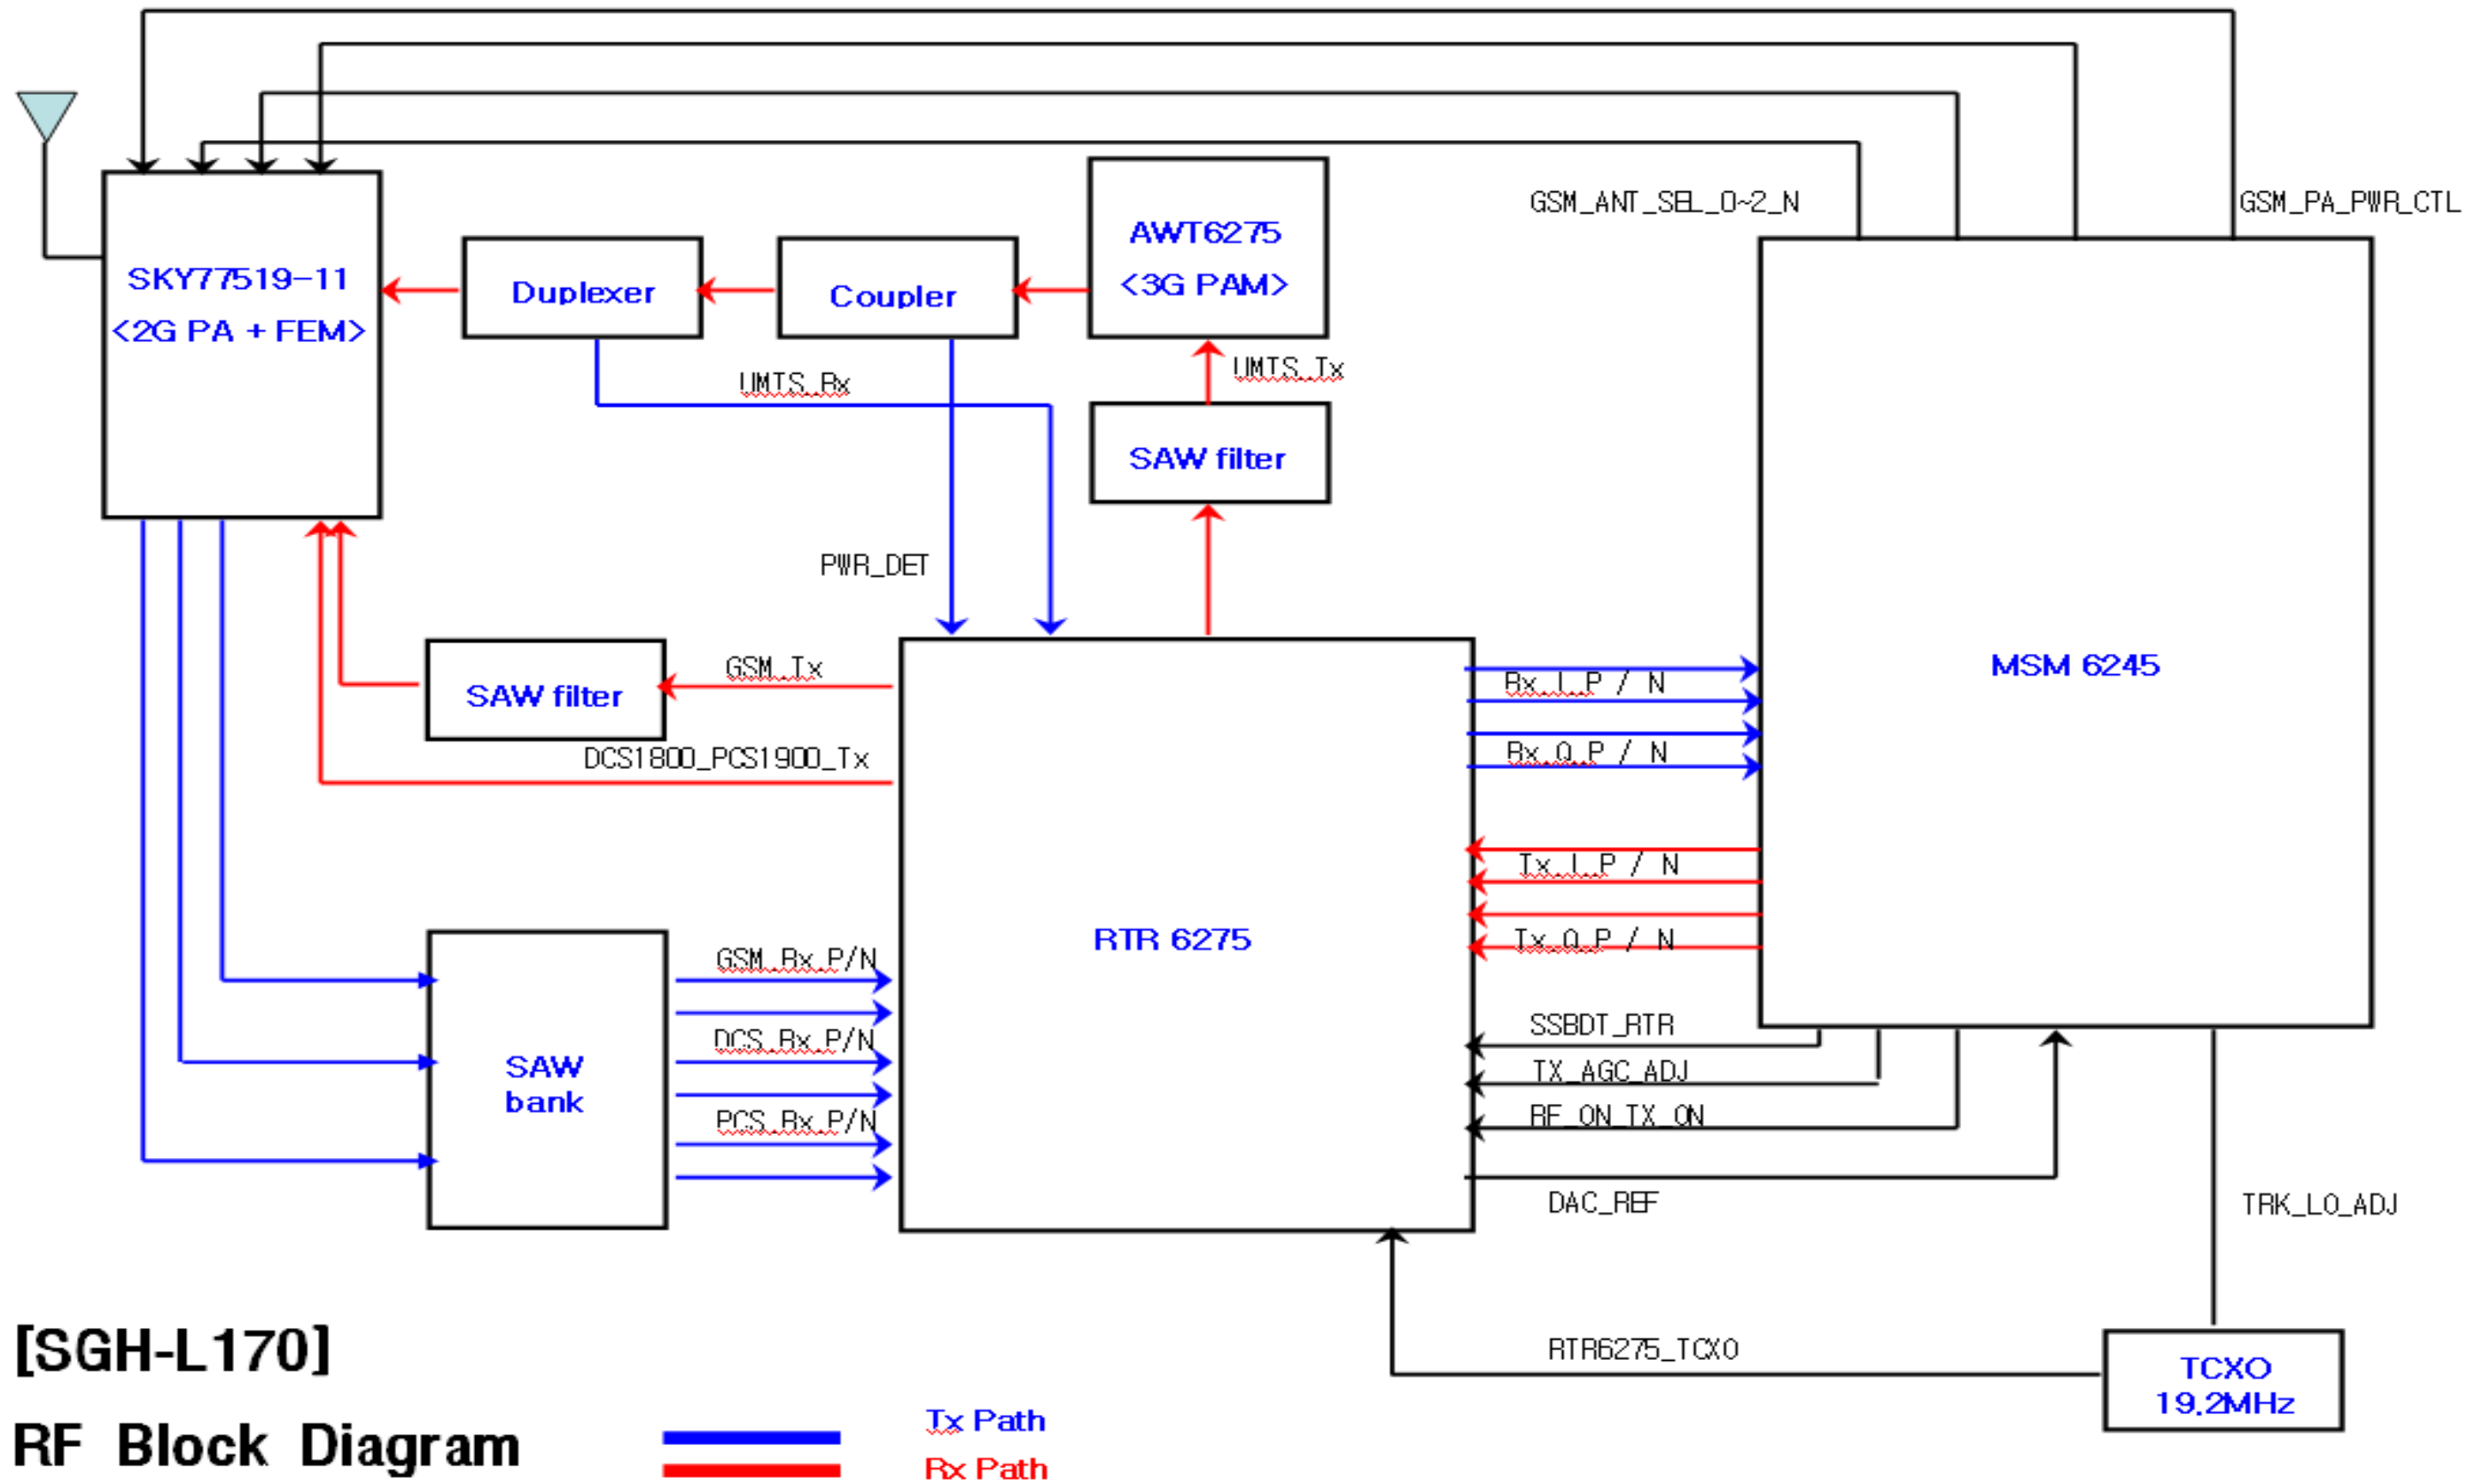 GSM_ANT_SEL_0~2_N
GSM_PA_PWR_CTL
SKY77519-11
<2G PA + FEM>
Duplexer
Coupler
AWT6275
<3G PAM>
UMTS_Rx
UMTS_Tx
SAW filter
PWR_DET
MSM 6245
SAW filter
GSM_Tx
DCS1800_PCS1900_Tx
Rx_I_P / N
Rx_Q_P / N
Tx_I_P / N
Tx_Q_P / N
RTR 6275
SAW
bank
GSM_Rx_P/N
DCS_Rx_P/N
PCS_Rx_P/N
SSBDT_RTR
TX_AGC_ADJ
RF_ON_TX_ON
DAC_REF
TRK_LO_ADJ
RTR6275_TCXO
TCXO
19.2MHz
[SGH-L170]
RF Block Diagram
Tx Path
Rx Path